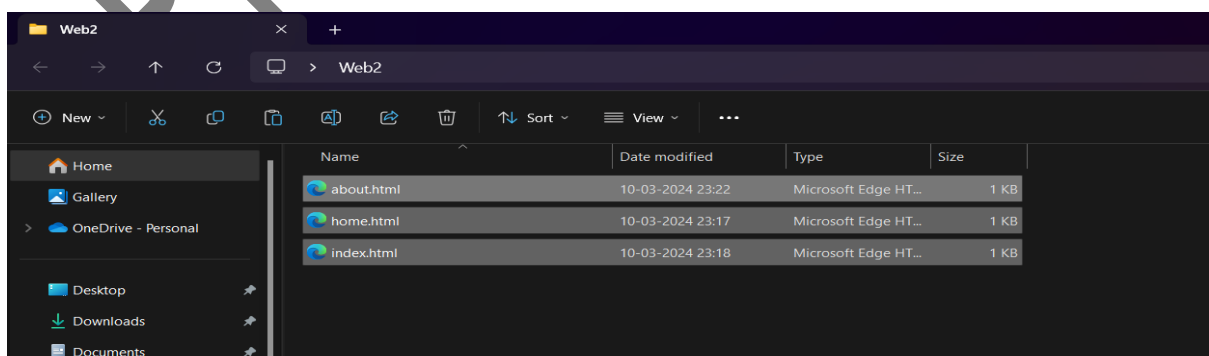 Web2
Web2
New Sort View
Name Date modified Type Size
Home
Gallery
OneDrive - Personal
about.html 10-03-2024 23:22 Microsoft Edge HT... 1 KB
home.html 10-03-2024 23:17 Microsoft Edge HT... 1 KB
index.html 10-03-2024 23:18 Microsoft Edge HT... 1 KB
Desktop
Downloads
Documents